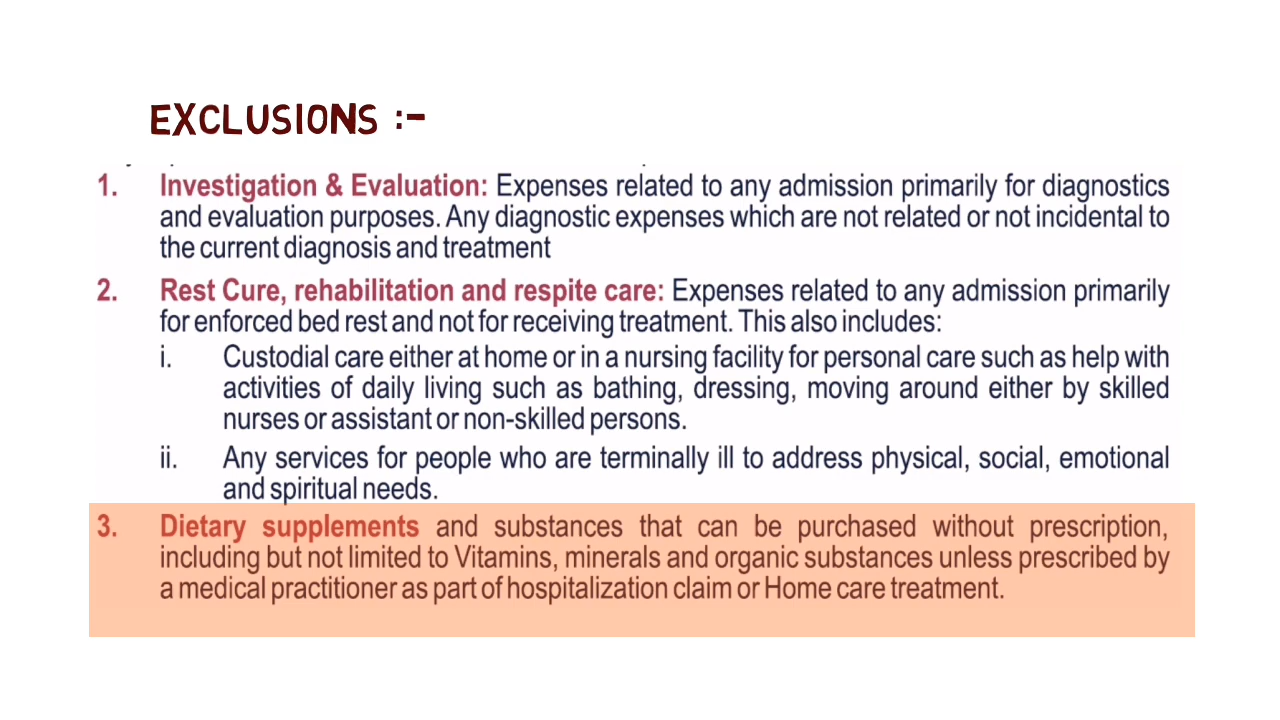 EXCLUSIONS :-
1. Investigation & Evaluation: Expenses related to any admission primarily for diagnostics
and evaluation purposes. Any diagnostic expenses which are not related or not incidental to
the current diagnosis and treatment
2. Rest Cure, rehabilitation and respite care: Expenses related to any admission primarily
for enforced bed rest and not for receiving treatment. This also includes:
i. Custodial care either at home or in a nursing facility for personal care such as help with
activities of daily living such as bathing, dressing, moving around either by skilled
nurses or assistant or non-skilled persons.
ii. Any services for people who are terminally ill to address physical, social, emotional
and spiritual needs.
3. Dietary supplements and substances that can be purchased without prescription,
including but not limited to Vitamins, minerals and organic substances unless prescribed by
a medical practitioner as part of hospitalization claim or Home care treatment.